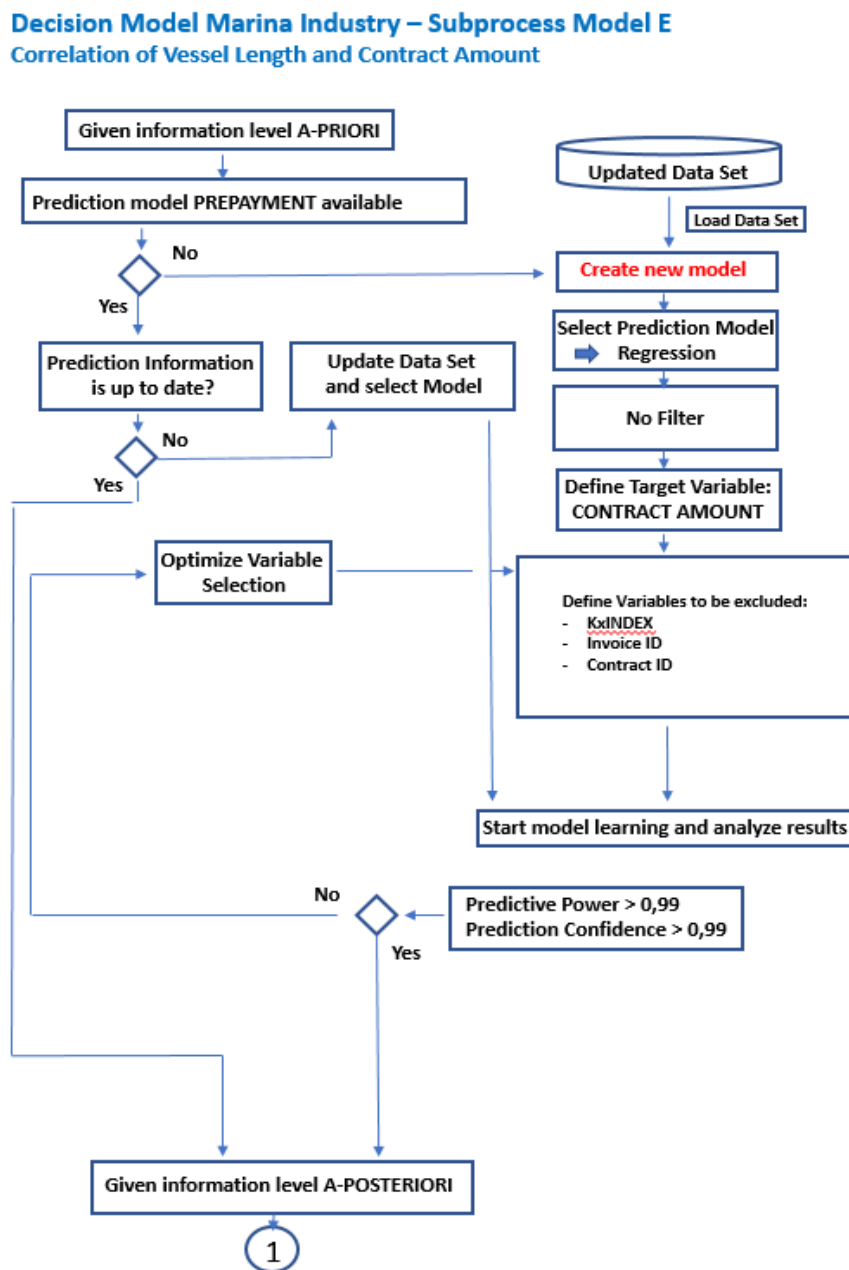 Decision Model Marina Industry – Subprocess Model E
Correlation of Vessel Length and Contract Amount
Given information level A-PRIORI
Prediction model PREPAYMENT available
No
Yes
Prediction Information
is up to date?
No
Yes
Update Data Set
and select Model
Updated Data Set
Load Data Set
Create new model
Select Prediction Model
Regression
No Filter
Define Target Variable:
CONTRACT AMOUNT
Optimize Variable
Selection
Define Variables to be excluded:
- KxINDEX
- Invoice ID
- Contract ID
Start model learning and analyze results
Predictive Power > 0,99
Prediction Confidence > 0,99
No
Yes
Given information level A-POSTERIORI
1